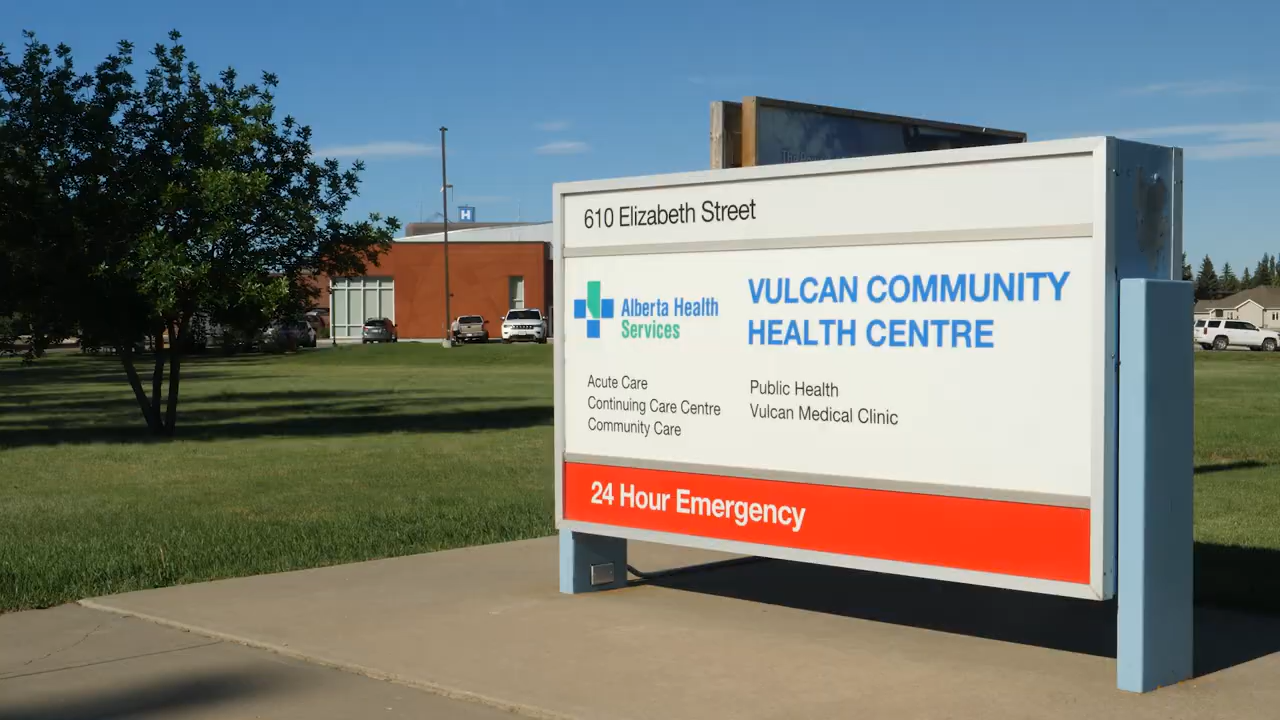 610 Elizabeth Street
Alberta Health
Services
VULCAN COMMUNITY
HEALTH CENTRE
Acute Care
Continuing Care Centre
Community Care
Public Health
Vulcan Medical Clinic
24 Hour Emergency
H